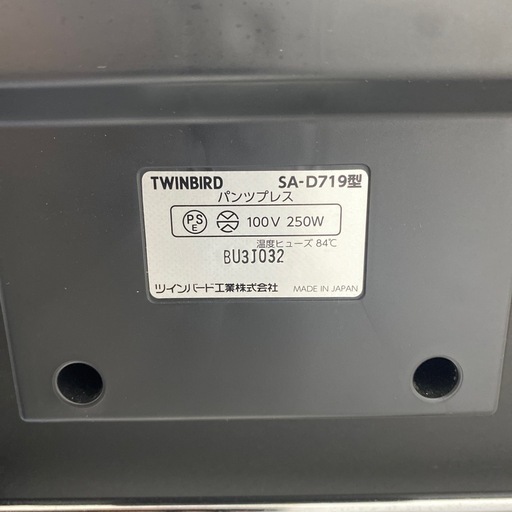 TWINBIRD SA-D719型
パンツプレス
PSE 100V 250W
温度ヒューズ 84℃
BU3J032
ツインバード工業株式会社 MADE IN JAPAN